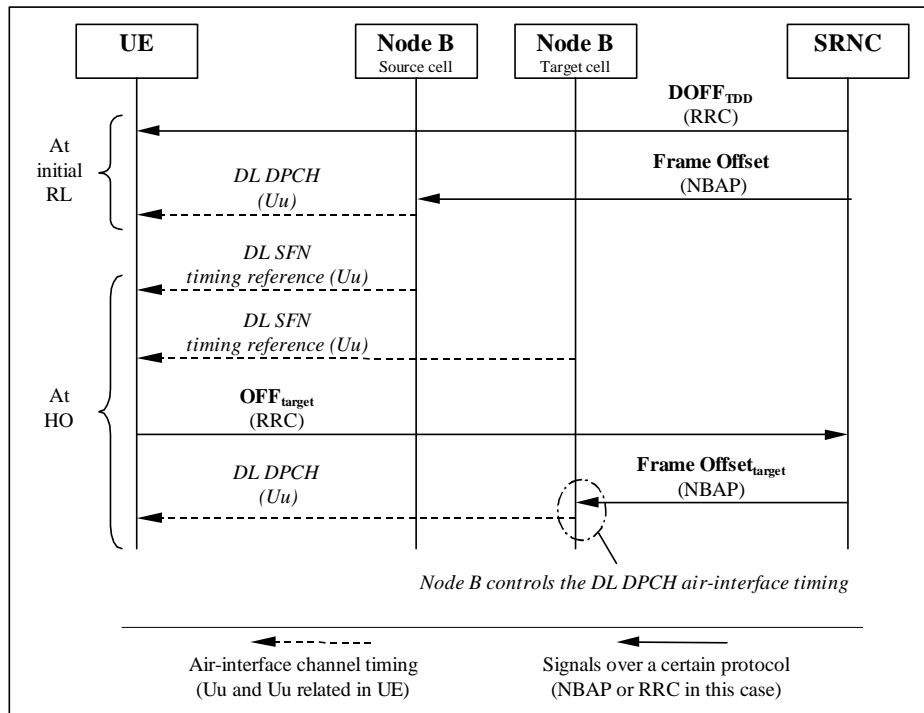 UE
Node B
Source cell
Node B
Target cell
SRNC
DOFFTDD
(RRC)
At
initial
RL
Frame Offset
(NBAP)
DL DPCH
(Uu)
DL SFN
timing reference (Uu)
DL SFN
timing reference (Uu)
At
HO
OFFtarget
(RRC)
Frame Offsettarget
(NBAP)
DL DPCH
(Uu)
Node B controls the DL DPCH air-interface timing
Air-interface channel timing
(Uu and Uu related in UE)
Signals over a certain protocol
(NBAP or RRC in this case)